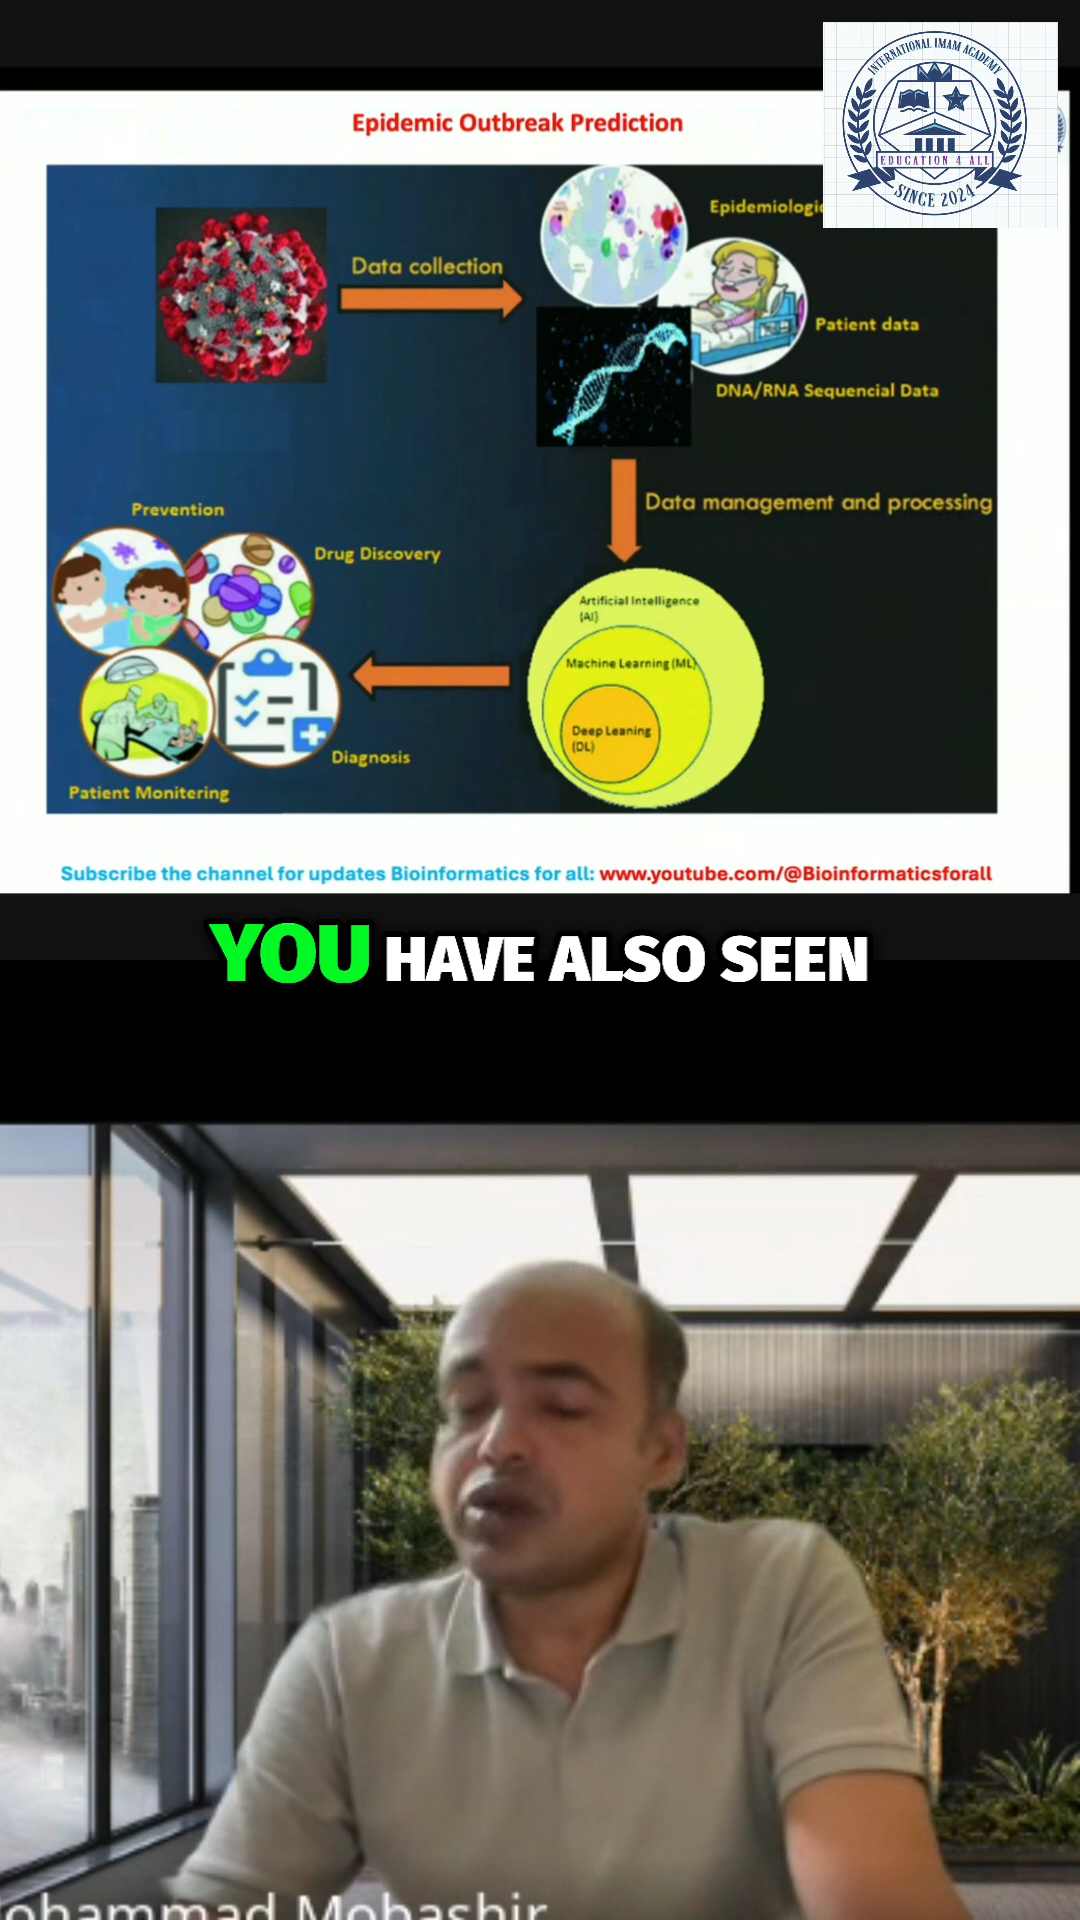 INTERNATIONAL IMAM ACADEMY
EDUCATION 4 ALL
SINCE 2024
Epidemic Outbreak Prediction
Data collection
Patient data
DNA/RNA Sequencial Data
Data management and processing
Prevention
Drug Discovery
Artificial Intelligence
(AI)
Machine Learning (ML)
Deep Leaning
(DL)
Diagnosis
Patient Monitering
Subscribe the channel for updates Bioinformatics for all: www.youtube.com/@Bioinformaticsforall
YOU HAVE ALSO SEEN
Mobashir